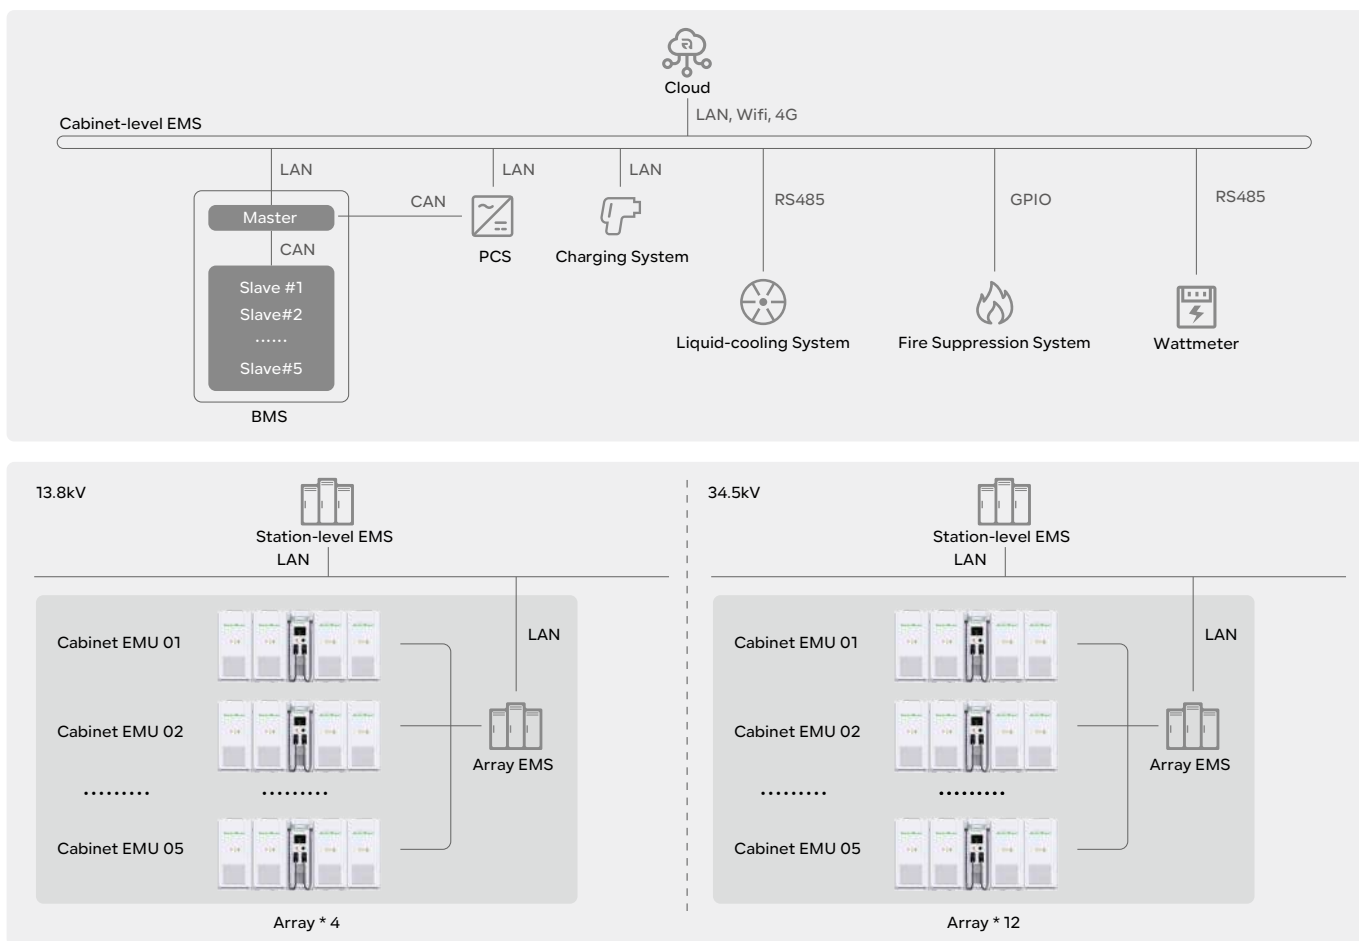 Cloud
LAN, Wifi, 4G
Cabinet-level EMS
LAN
LAN
LAN
CAN
RS485
GPIO
RS485
Master
CAN
PCS
Charging System
Slave #1
Slave#2
......
Slave#5
Liquid-cooling System
Fire Suppression System
Wattmeter
BMS
13.8kV
Station-level EMS
LAN
LAN
Cabinet EMU 01
Cabinet EMU 02
Array EMS
......... .........
Cabinet EMU 05
Array * 4
34.5kV
Station-level EMS
LAN
LAN
Cabinet EMU 01
Cabinet EMU 02
Array EMS
......... .........
Cabinet EMU 05
Array * 12